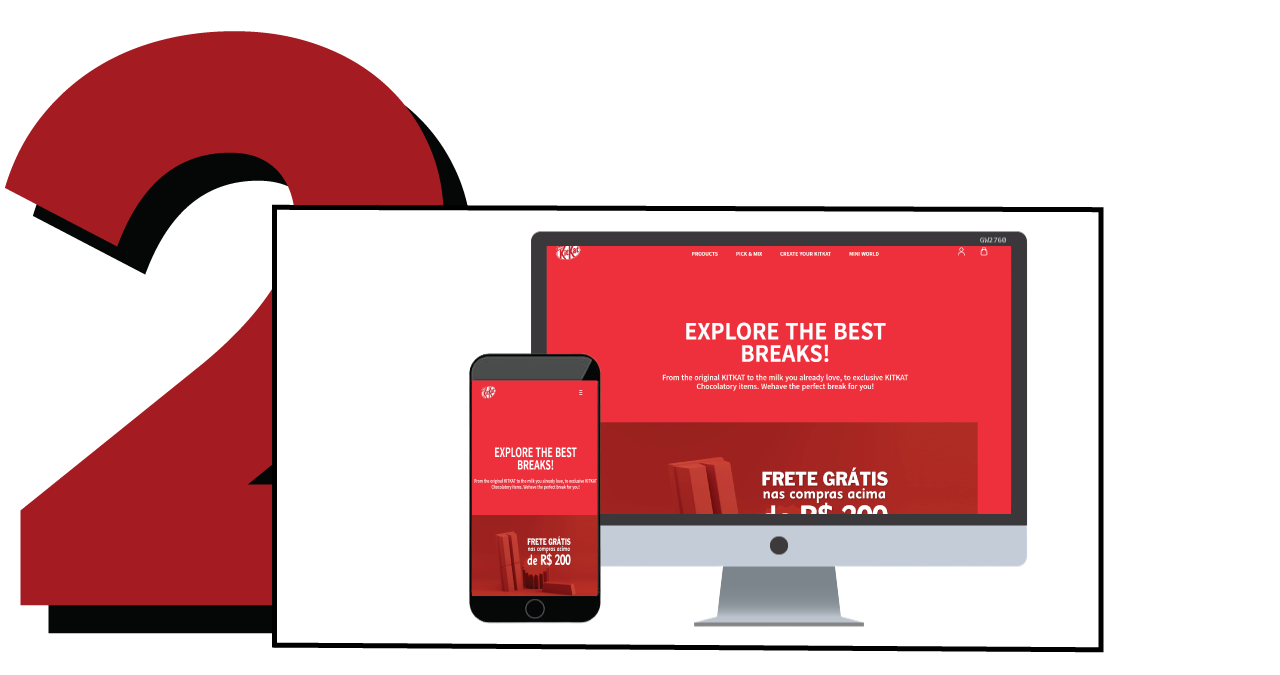 2
GW2760
KitKat
PRODUCTS PICK & MIX CREATE YOUR KITKAT MINI WORLD
EXPLORE THE BEST
BREAKS!
From the original KITKAT to the milk you already love, to exclusive KITKAT
Chocolatory items. Wehave the perfect break for you!
FRETE GRÁTIS
nas compras acima
de R$ 200
KitKat
EXPLORE THE BEST
BREAKS!
From the original KITKAT to the milk you already love, to exclusive KITKAT
Chocolatory items. Wehave the perfect break for you!
FRETE GRÁTIS
nas compras acima
de R$ 200